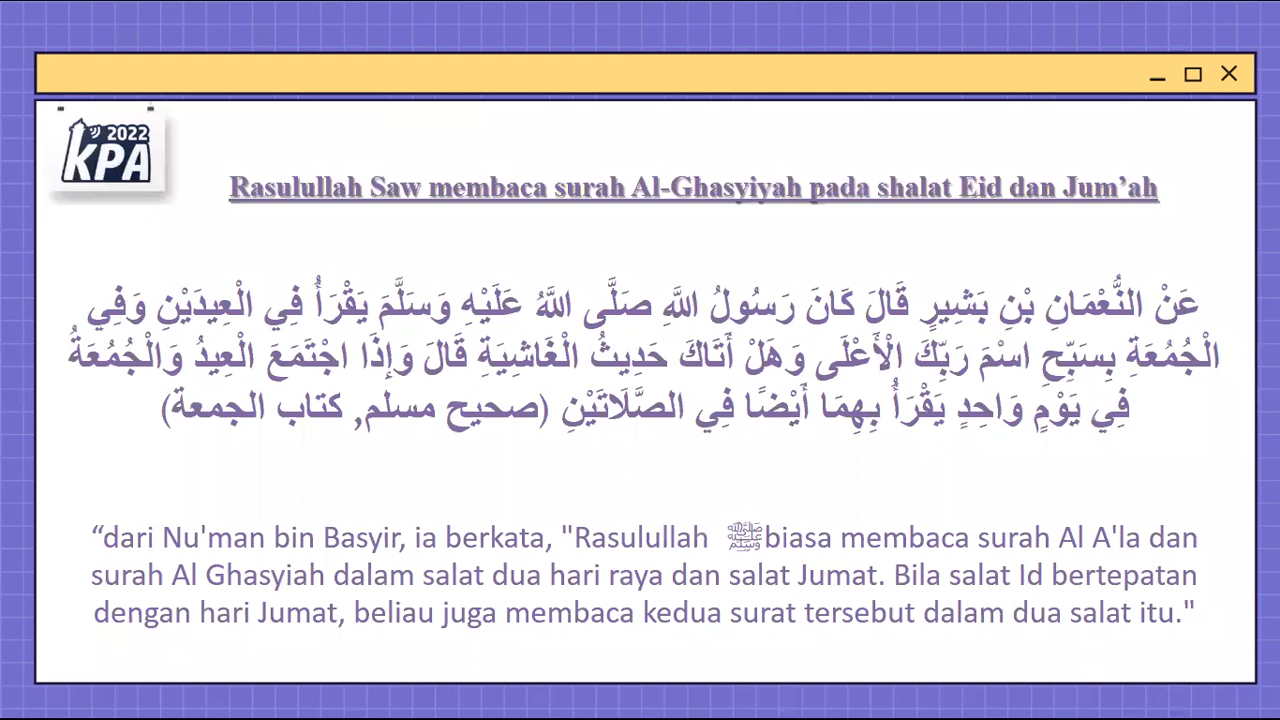 2022
KPA
Rasulullah Saw membaca surah Al-Ghasyiyah pada shalat Eid dan Jum’ah
عَنْ النُّعْمَانِ بْنِ بَشِيرٍ قَالَ كَانَ رَسُولُ اللَّهِ صَلَّى اللَّهُ عَلَيْهِ وَسَلَّمَ يَقْرَأُ فِي الْعِيدَيْنِ وَفِي
الْجُمُعَةِ بِسَبِّحِ اسْمَ رَبِّكَ الْأَعْلَى وَهَلْ أَتَاكَ حَدِيثُ الْغَاشِيَةِ قَالَ وَإِذَا اجْتَمَعَ الْعِيدُ وَالْجُمُعَةُ
فِي يَوْمٍ وَاحِدٍ يَقْرَأُ بِهِمَا أَيْضًا فِي الصَّلَاتَيْنِ (صحيح مسلم, كتاب الجمعة)
“dari Nu'man bin Basyir, ia berkata, "Rasulullah ﷺ biasa membaca surah Al A'la dan
surah Al Ghasyiah dalam salat dua hari raya dan salat Jumat. Bila salat Id bertepatan
dengan hari Jumat, beliau juga membaca kedua surat tersebut dalam dua salat itu."